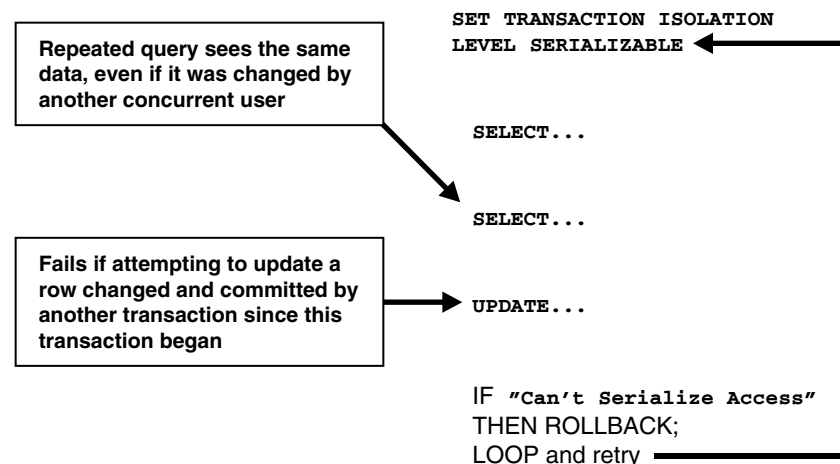 SET TRANSACTION ISOLATION
LEVEL SERIALIZABLE
Repeated query sees the same
data, even if it was changed by
another concurrent user
SELECT...
SELECT...
Fails if attempting to update a
row changed and committed by
another transaction since this
transaction began
UPDATE...
IF "Can't Serialize Access"
THEN ROLLBACK;
LOOP and retry